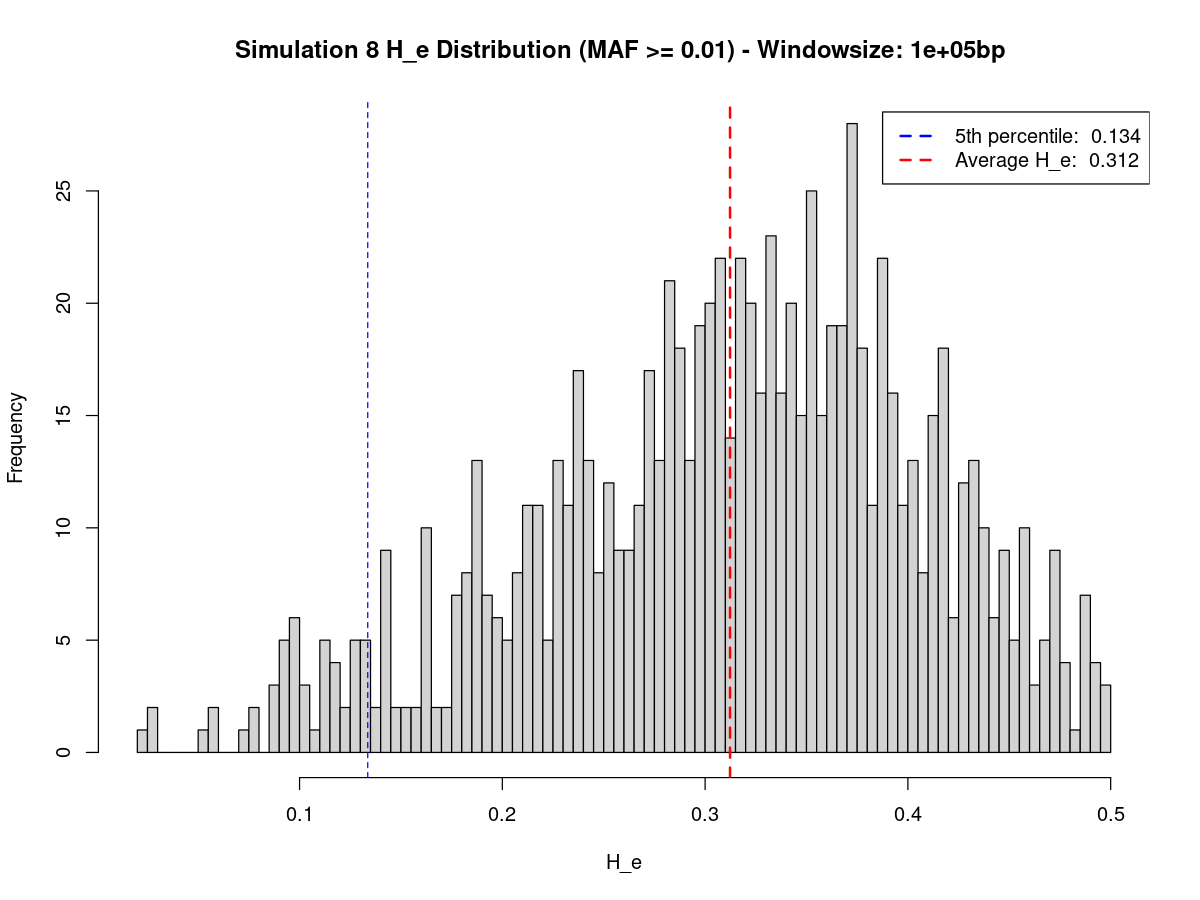 Simulation 8 H_e Distribution (MAF >= 0.01) - Windowsize: 1e+05bp
5th percentile:  0.134
Average H_e:  0.312
Frequency
25
20
15
10
5
0
0.1 0.2 0.3 0.4 0.5
H_e